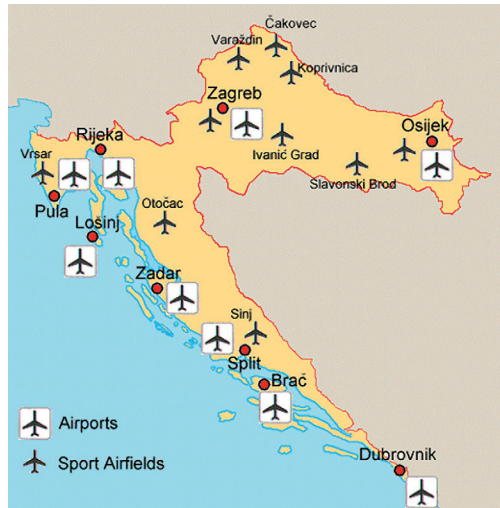 Čakovec
Varaždin
Koprivnica
Zagreb
Rijeka
Osijek
Vrsar
Ivanić Grad
Slavonski Brod
Pula
Otočac
Lošinj
Zadar
Sinj
Split
Brač
Airports
Dubrovnik
Sport Airfields